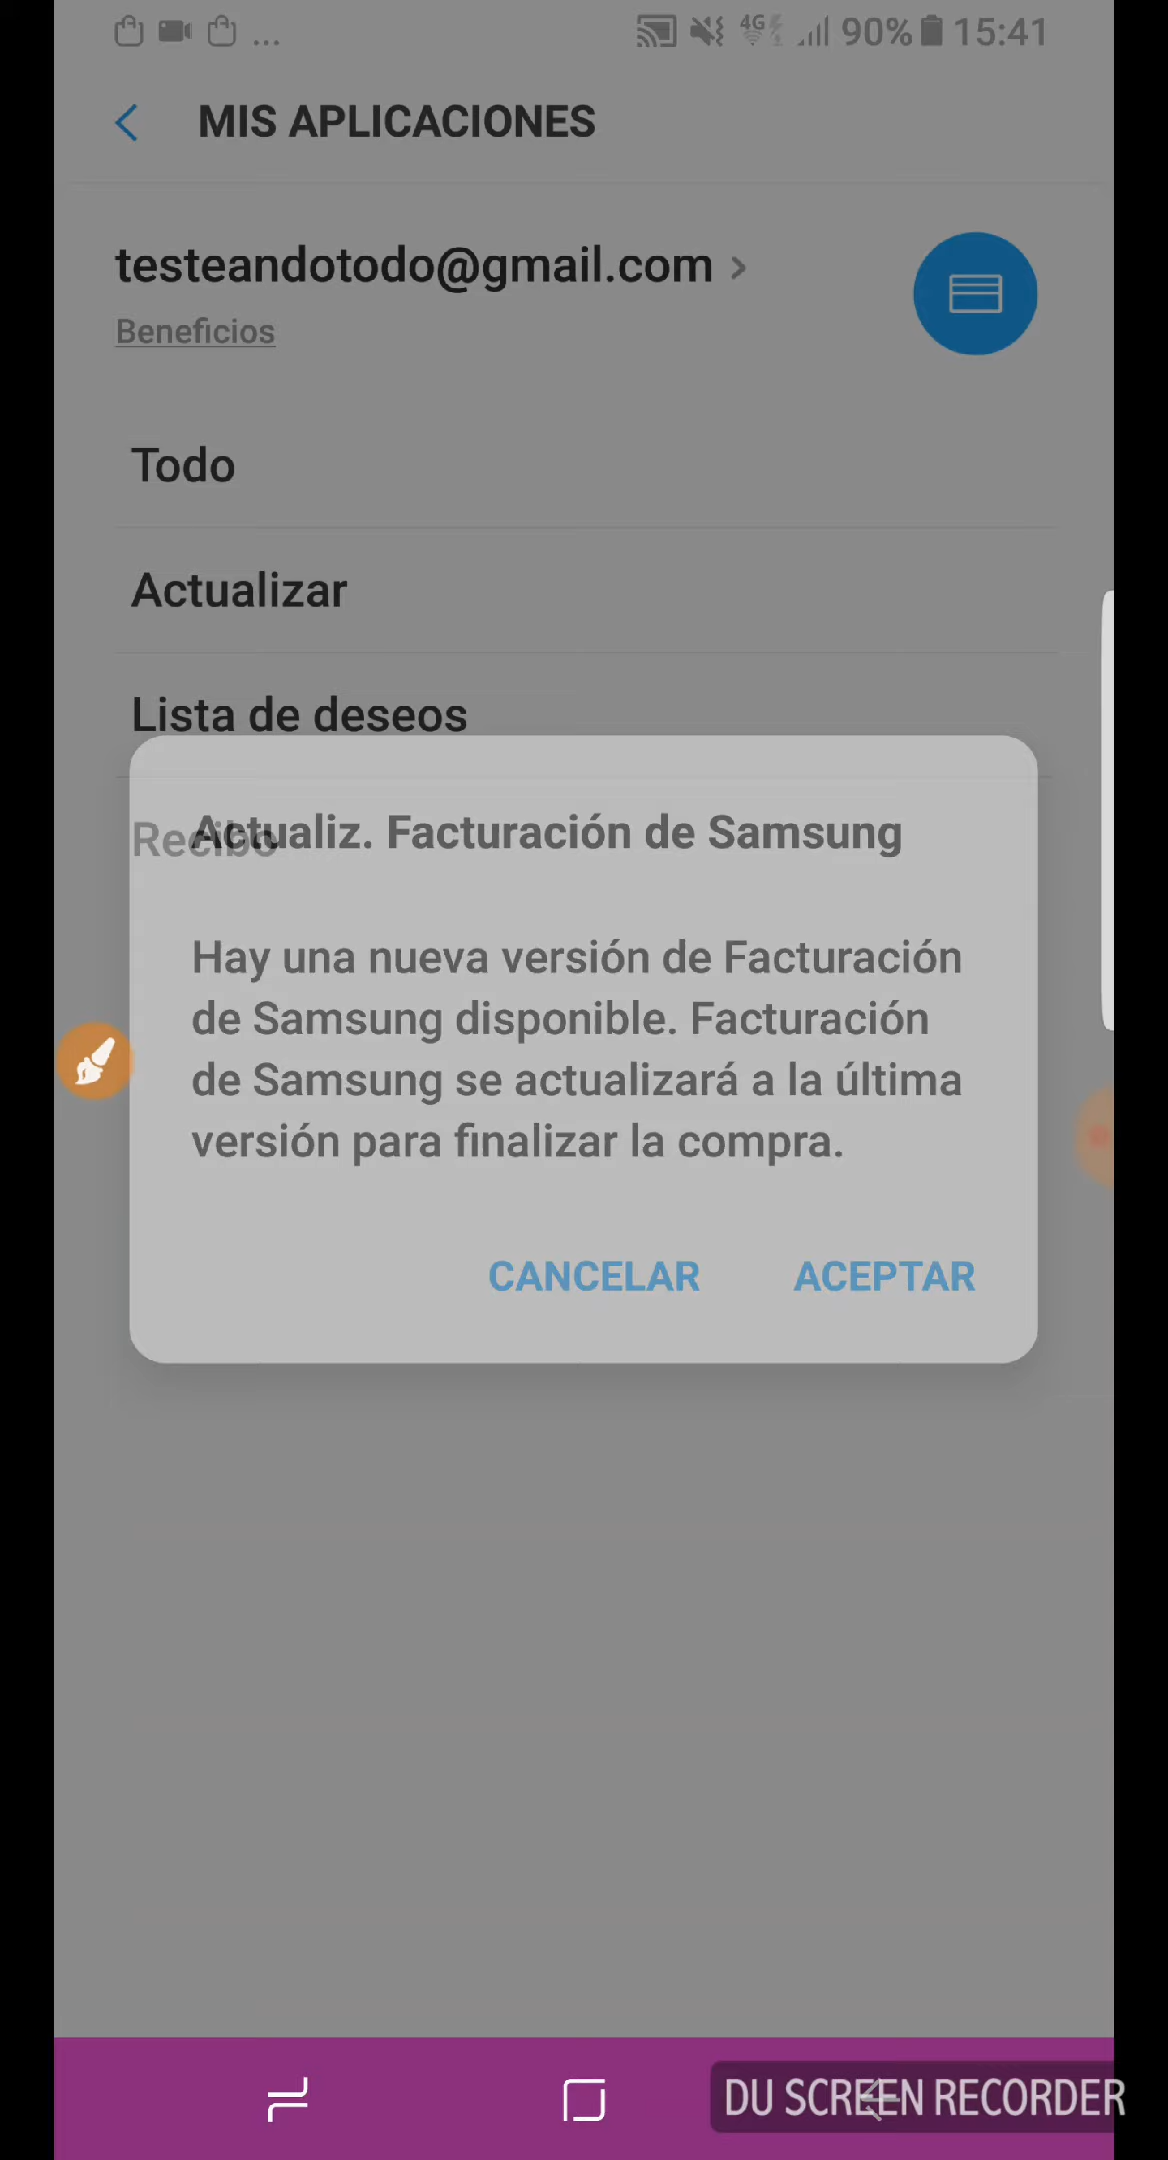 ... 4G 90% 15:41
MIS APLICACIONES
testeandotodo@gmail.com
Beneficios
Todo
Actualizar
Lista de deseos
Recibo
Actualiz. Facturación de Samsung
Hay una nueva versión de Facturación
de Samsung disponible. Facturación
de Samsung se actualizará a la última
versión para finalizar la compra.
CANCELAR ACEPTAR
DU SCREEN RECORDER